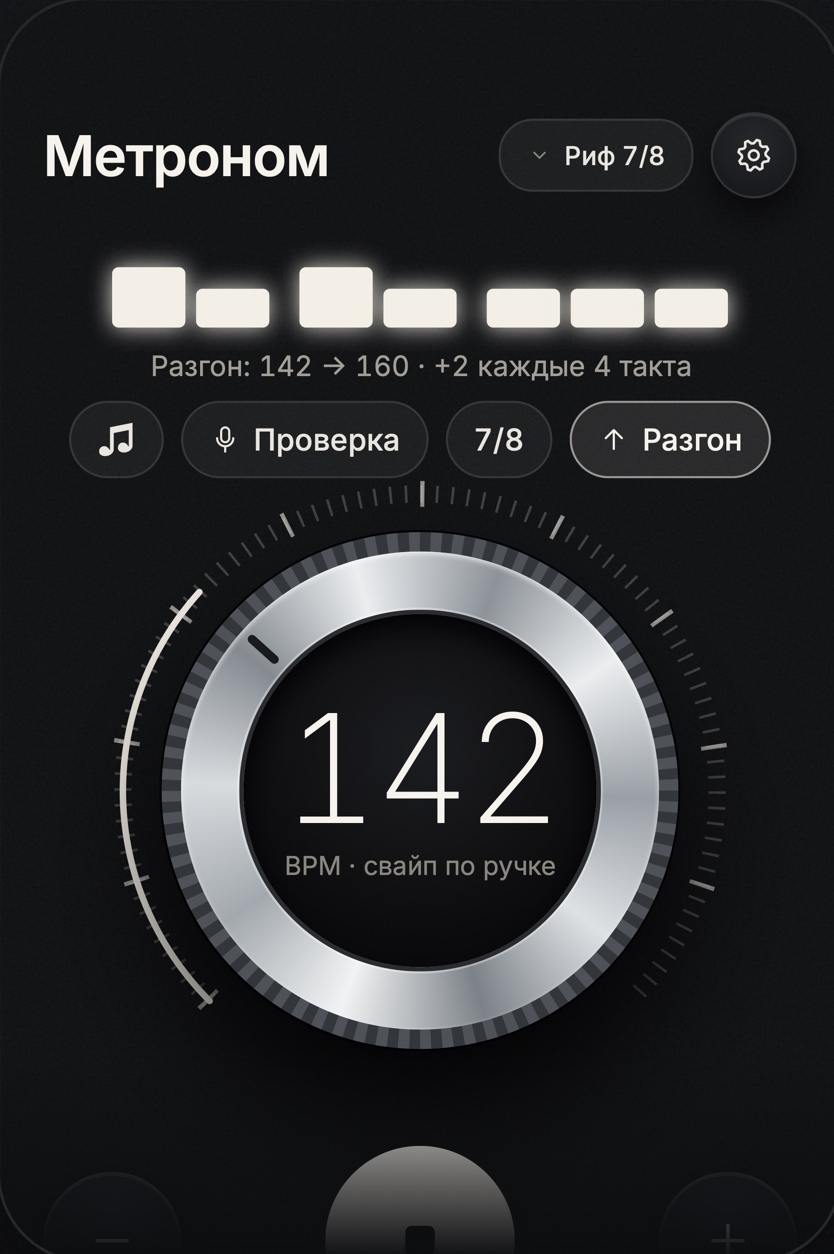 Метроном
Риф 7/8
Разгон: 142 → 160 · +2 каждые 4 такта
Проверка
7/8
↑ Разгон
142
BPM · свайп по ручке